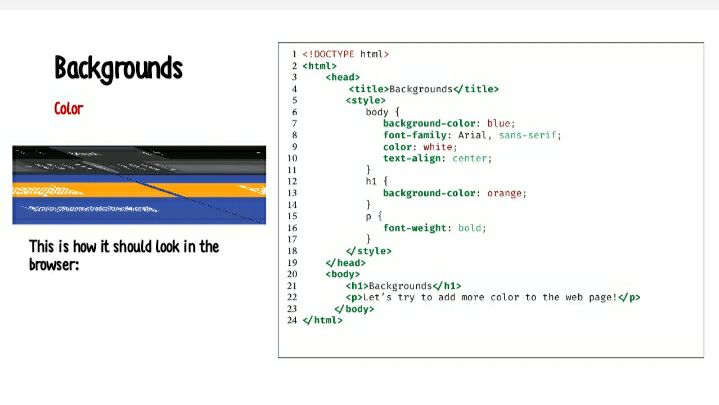 Backgrounds
Color
This is how it should look in the
browser:
1 <!DOCTYPE html>
2 <html>
3 <head>
4 <title>Backgrounds</title>
5 <style>
6 body {
7 background-color: blue;
8 font-family: Arial, sans-serif;
9 color: white;
10 text-align: center;
11 }
12 h1 {
13 background-color: orange;
14 }
15 p {
16 font-weight: bold;
17 }
18 </style>
19 </head>
20 <body>
21 <h1>Backgrounds</h1>
22 <p>Let's try to add more color to the web page!</p>
23 </body>
24 </html>